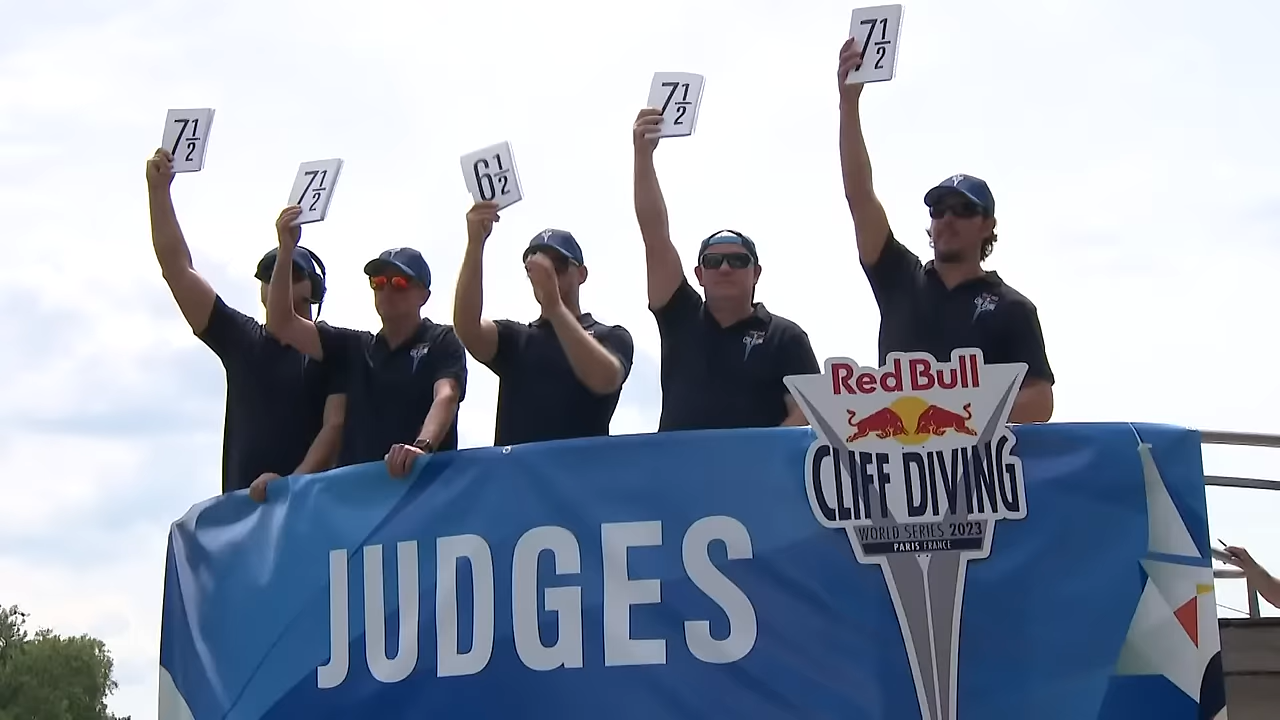 7½
7½
6½
7½
7½
Red Bull
CLIFF DIVING
WORLD SERIES 2023
PARIS FRANCE
JUDGES